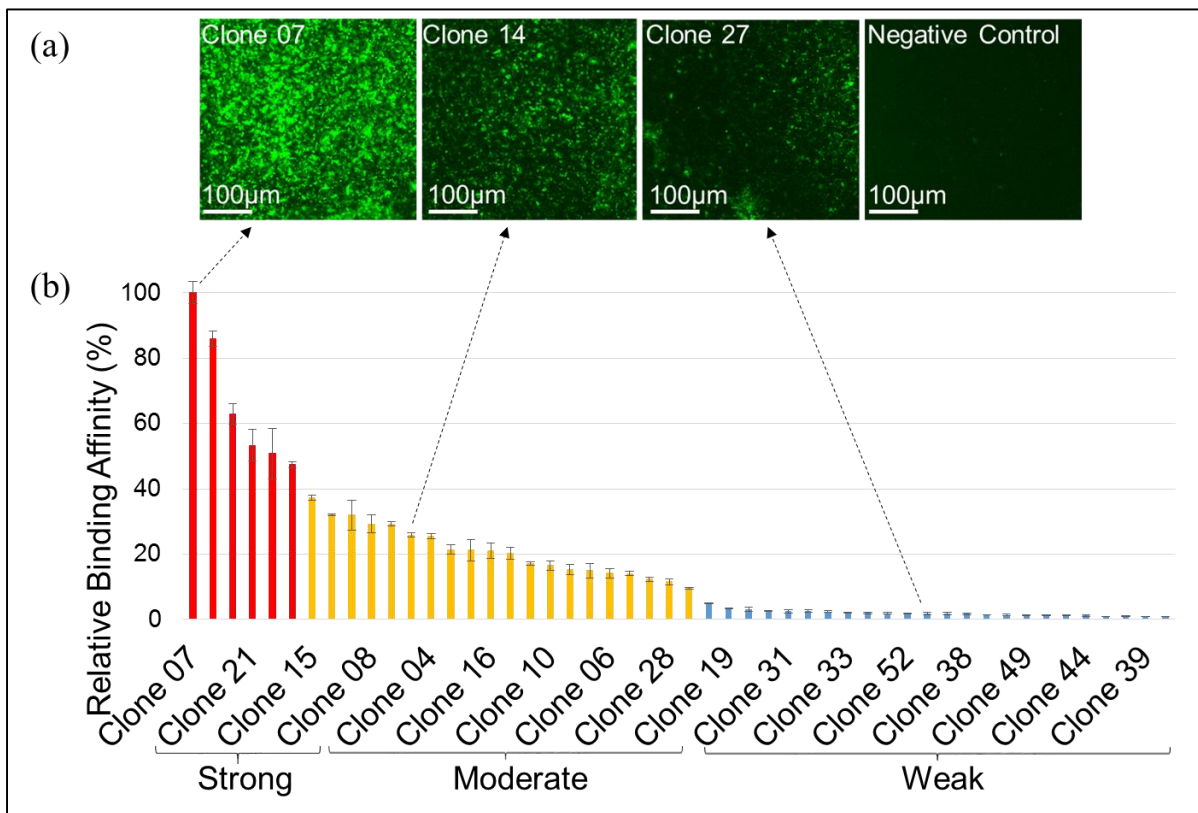 (a)
Clone 07
Clone 14
Clone 27
Negative Control
100µm
100µm
100µm
100µm
(b)
Relative Binding Affinity (%)
100
80
60
40
20
0
Clone 07
Clone 21
Clone 15
Clone 08
Clone 04
Clone 16
Clone 10
Clone 06
Clone 28
Clone 19
Clone 31
Clone 33
Clone 52
Clone 38
Clone 49
Clone 44
Clone 39
Strong
Moderate
Weak